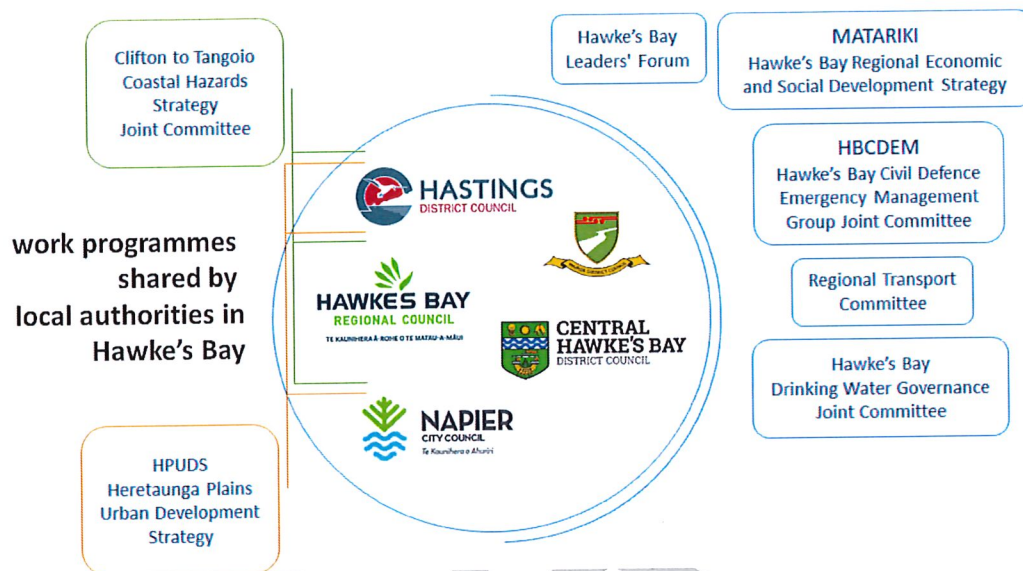 Clifton to Tangoio
Coastal Hazards
Strategy
Joint Committee
work programmes
shared by
local authorities in
Hawke's Bay
HPUDS
Heretaunga Plains
Urban Development
Strategy
HASTINGS
DISTRICT COUNCIL
WAIROA DISTRICT COUNCIL
HAWKE'S BAY
REGIONAL COUNCIL
TE KAUNIHERA Ā-ROHE O TE MATAU-A-MĀUI
CENTRAL
HAWKE'S BAY
DISTRICT COUNCIL
NAPIER
CITY COUNCIL
Te Kaunihera o Ahuriri
Hawke's Bay
Leaders' Forum
MATARIKI
Hawke's Bay Regional Economic
and Social Development Strategy
HBCDEM
Hawke's Bay Civil Defence
Emergency Management
Group Joint Committee
Regional Transport
Committee
Hawke's Bay
Drinking Water Governance
Joint Committee